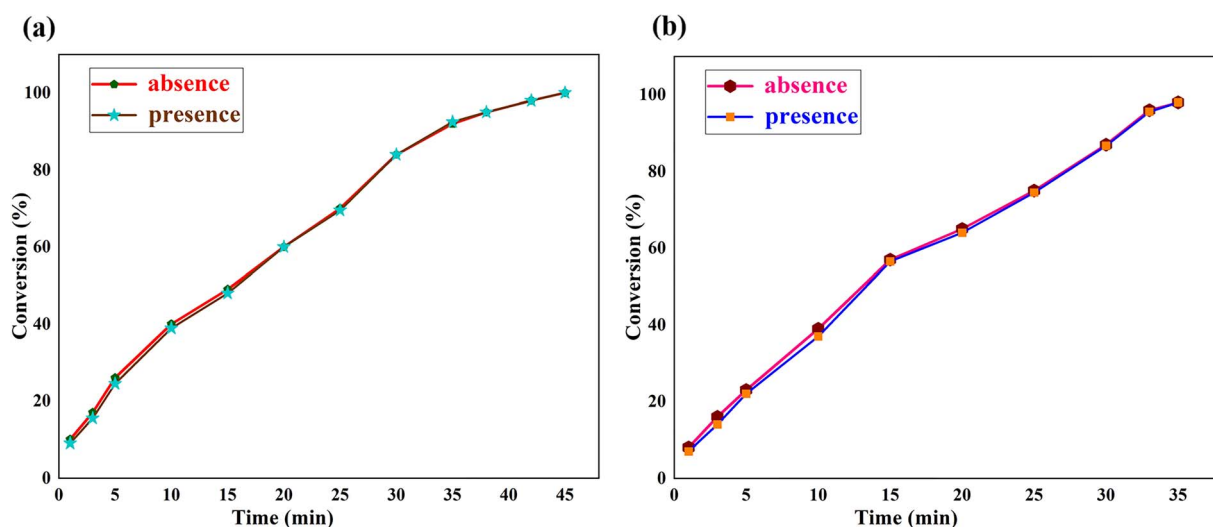 (a)
absence
presence
Conversion (%)
100
80
60
40
20
0
0 5 10 15 20 25 30 35 40 45
Time (min)
(b)
absence
presence
Conversion (%)
100
80
60
40
20
0
0 5 10 15 20 25 30 35
Time (min)